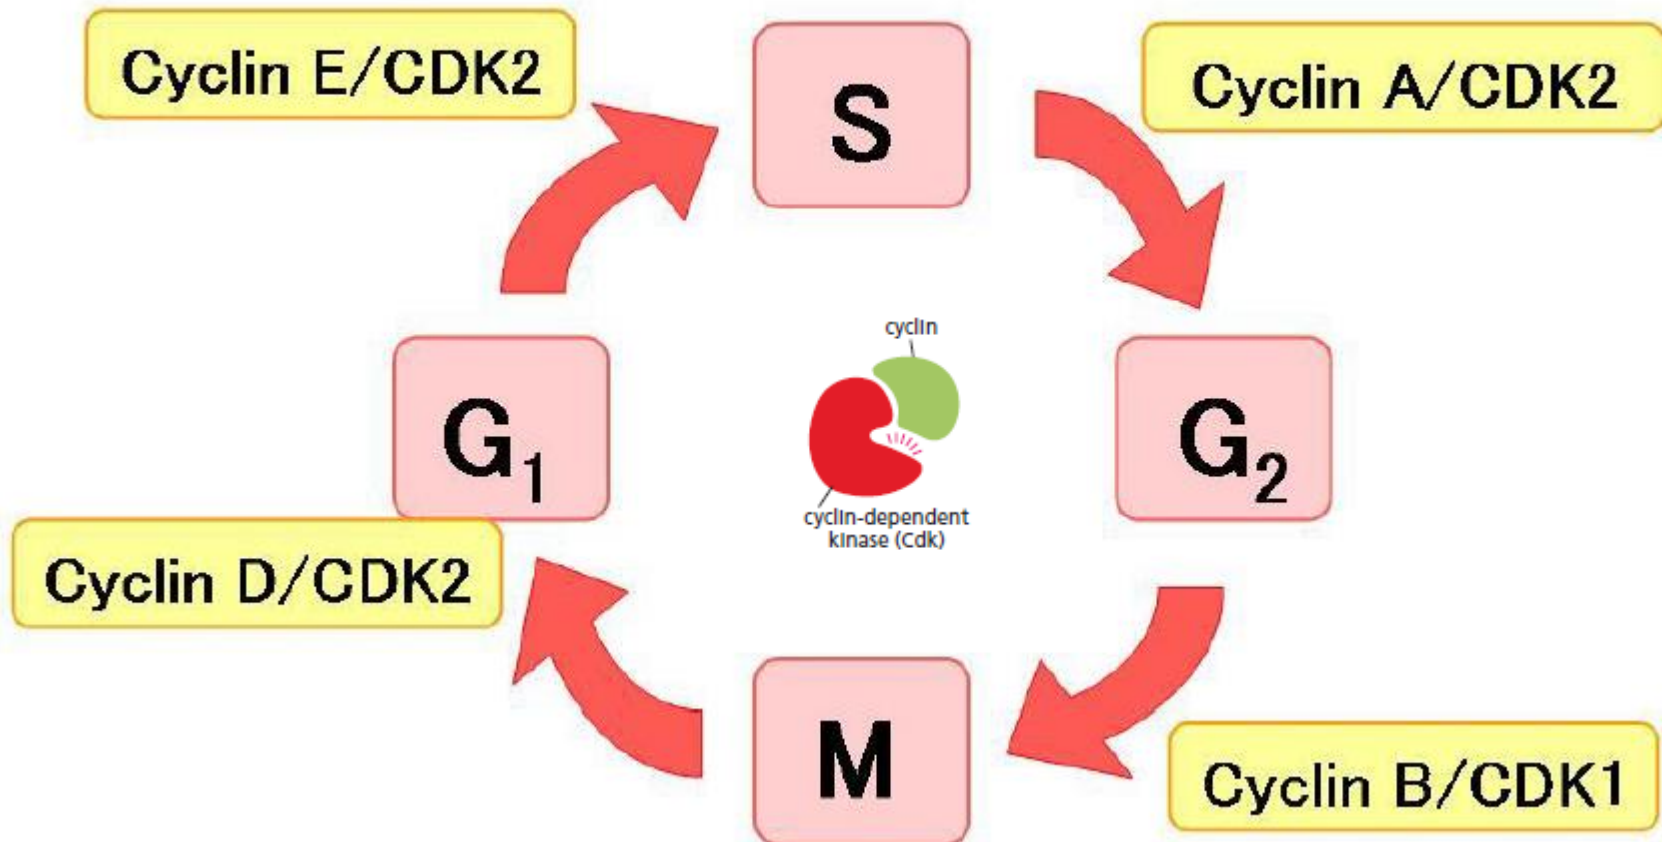 Cyclin E/CDK2
S
Cyclin A/CDK2
cyclin
G₁
G₂
cyclin-dependent
kinase (Cdk)
Cyclin D/CDK2
M
Cyclin B/CDK1